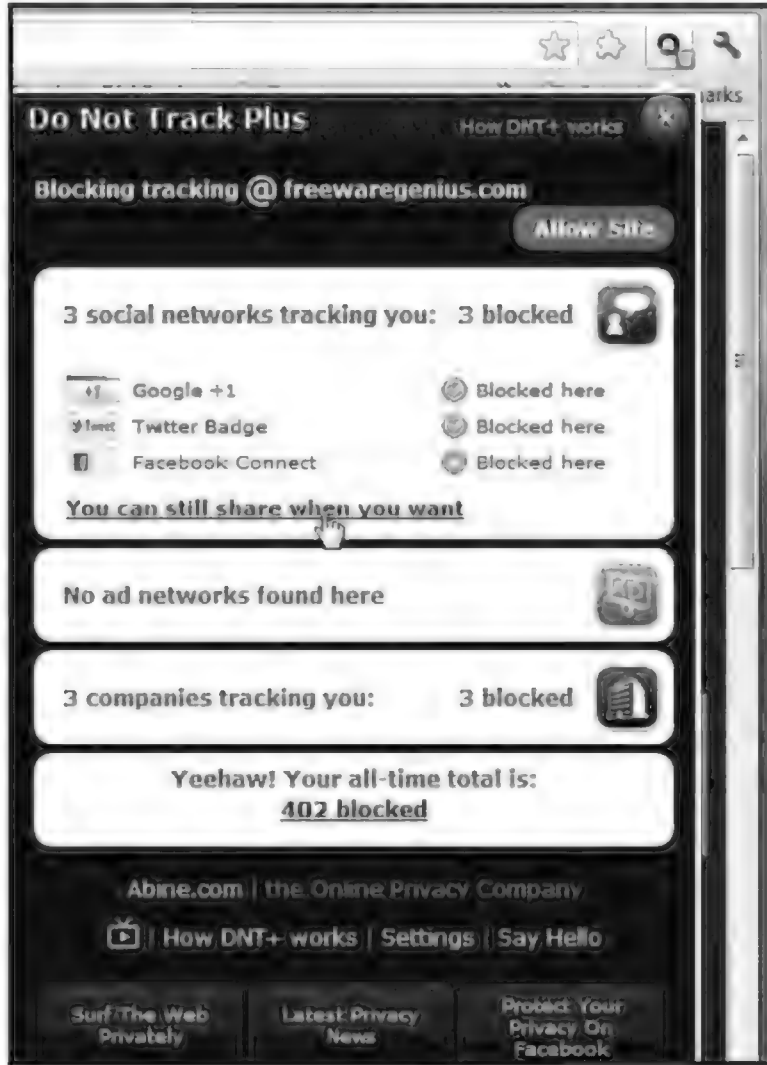 arks
Do Not Track Plus How DNT+ works
Blocking tracking @ freewaregenius.com
Allow Site
3 social networks tracking you: 3 blocked
+1 Google +1 Blocked here
Tweet Twitter Badge Blocked here
Facebook Connect Blocked here
You can still share when you want
No ad networks found here
3 companies tracking you: 3 blocked
Yeehaw! Your all-time total is:
402 blocked
Abine.com | the Online Privacy Company
| How DNT+ works | Settings | Say Hello
Surf The Web
Privately
Latest Privacy
News
Protect Your
Privacy On
Facebook